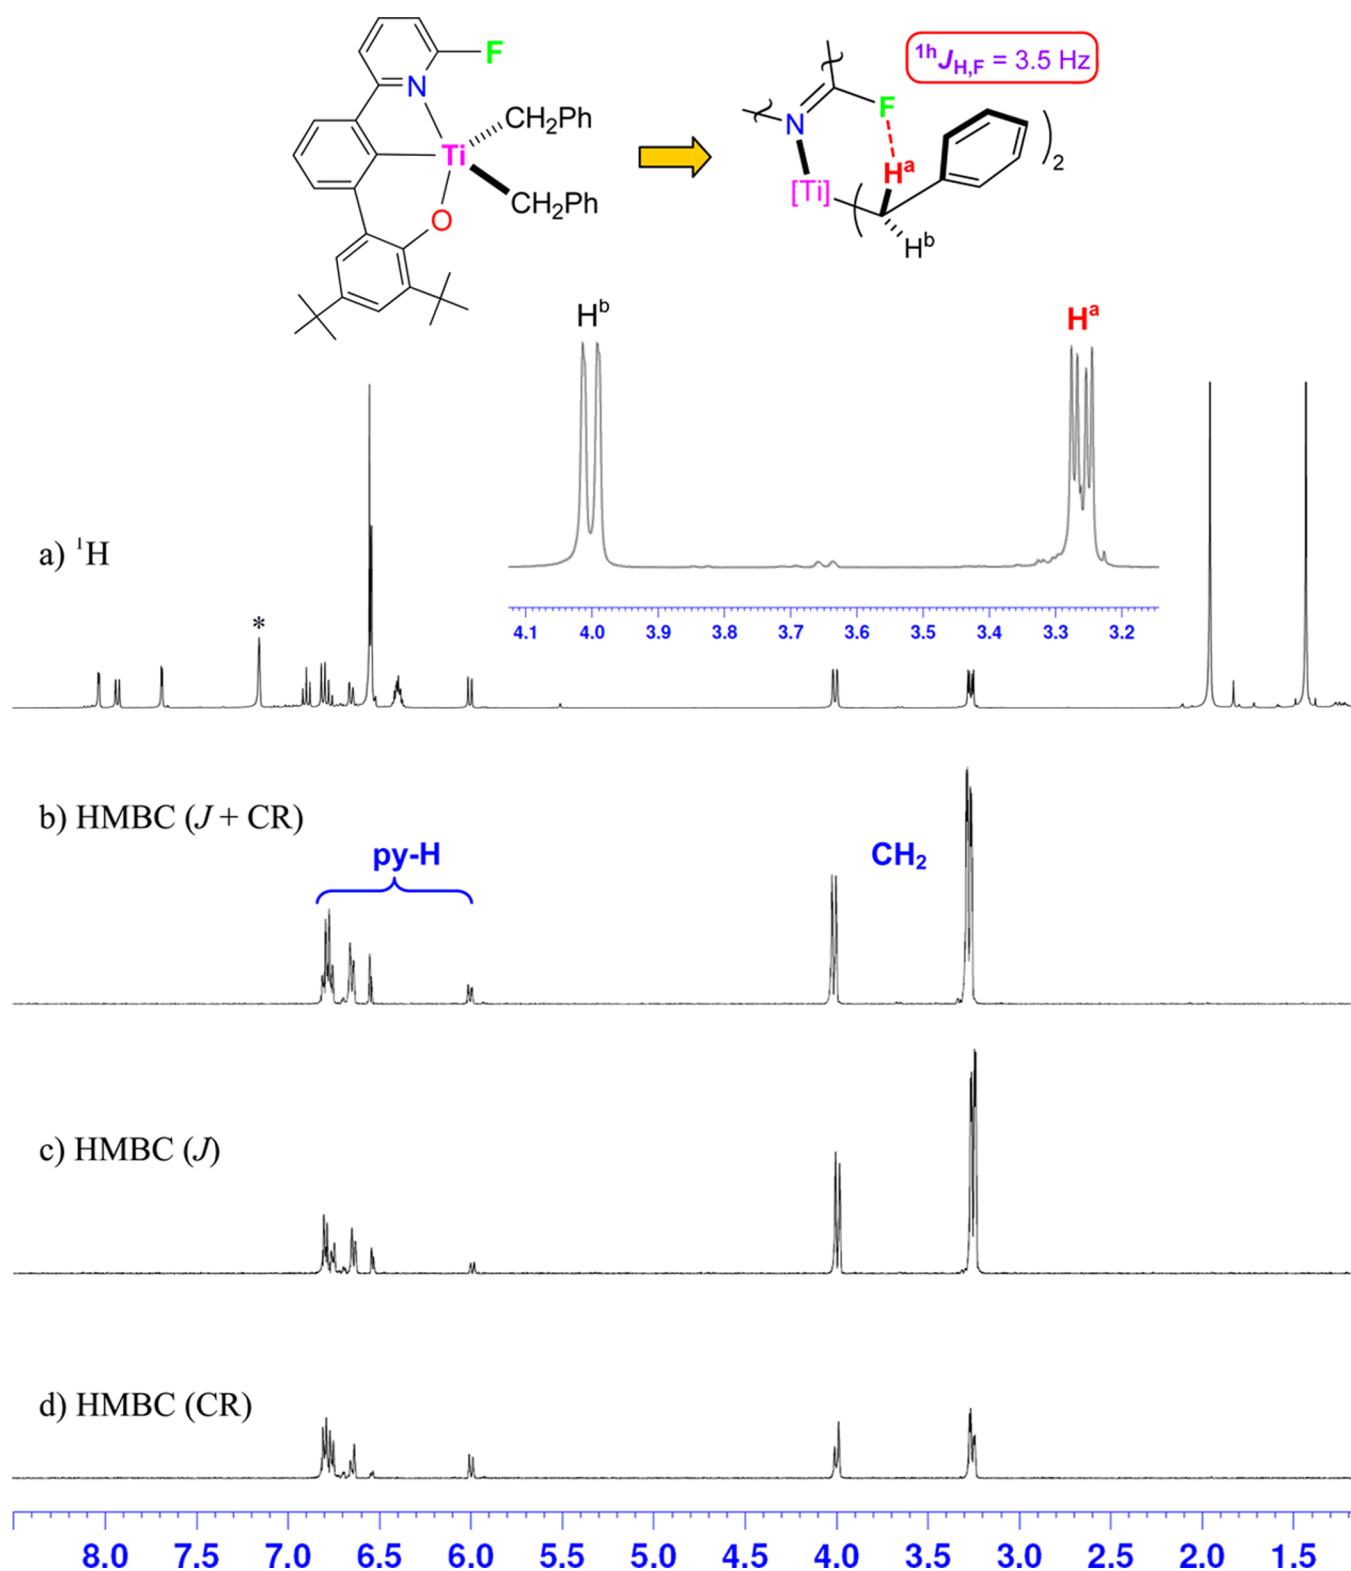 F
N
Ti
CH₂Ph
CH₂Ph
O
¹ʰJH,F = 3.5 Hz
F
N
Hᵃ
[Ti]
( )₂
Hᵇ
Hᵇ
Hᵃ
4.1 4.0 3.9 3.8 3.7 3.6 3.5 3.4 3.3 3.2
a) ¹H
*
b) HMBC (J + CR)
py-H
CH₂
c) HMBC (J)
d) HMBC (CR)
8.0 7.5 7.0 6.5 6.0 5.5 5.0 4.5 4.0 3.5 3.0 2.5 2.0 1.5